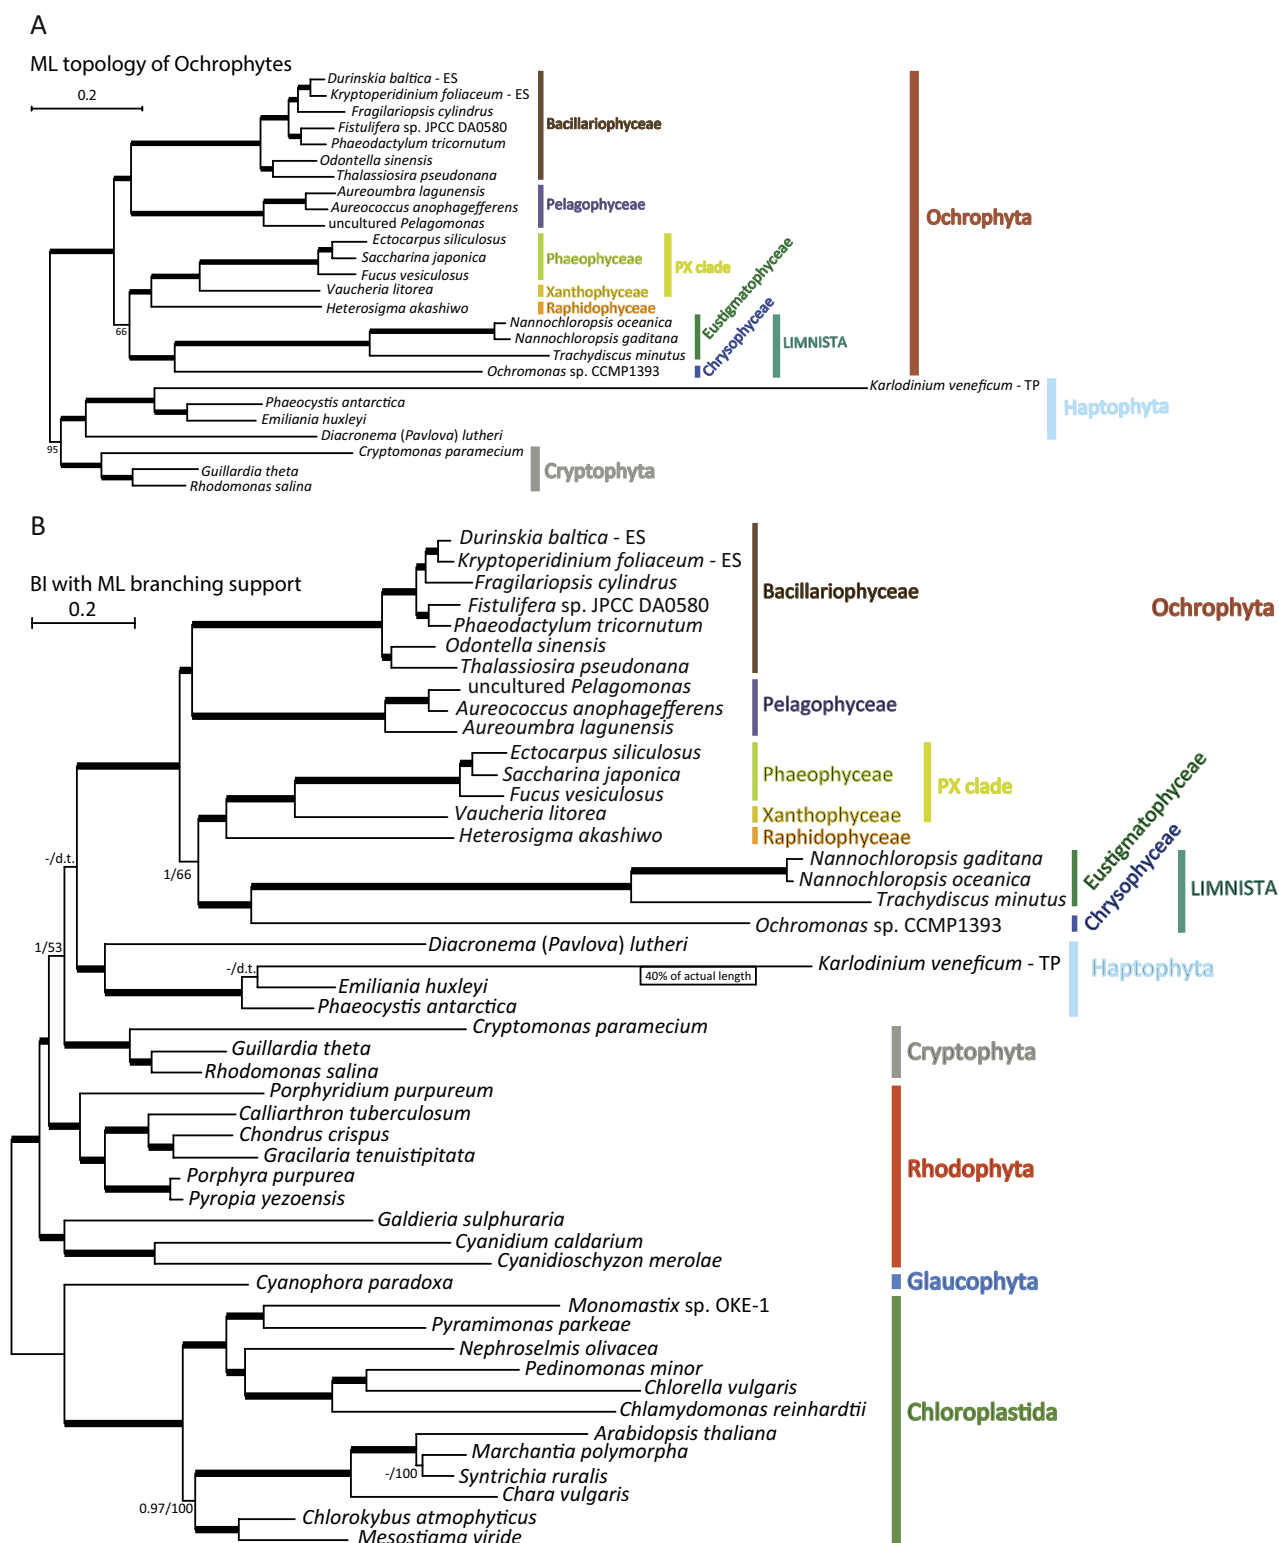 A
ML topology of Ochrophytes
0.2
Durinskia baltica - ES
Kryptoperidinium foliaceum - ES
Fragilariopsis cylindrus
Fistulifera sp. JPCC DA0580
Phaeodactylum tricornutum
Odontella sinensis
Thalassiosira pseudonana
Bacillariophyceae
Aureoumbra lagunensis
Aureococcus anophagefferens
uncultured Pelagomonas
Pelagophyceae
Ochrophyta
Ectocarpus siliculosus
Saccharina japonica
Fucus vesiculosus
Phaeophyceae
PX clade
Vaucheria litorea
Xanthophyceae
Heterosigma akashiwo
Raphidophyceae
66
Nannochloropsis oceanica
Nannochloropsis gaditana
Trachydiscus minutus
Eustigmatophyceae
Ochromonas sp. CCMP1393
Chrysophyceae
LIMNISTA
Karlodinium veneficum - TP
Phaeocystis antarctica
Emiliania huxleyi
Diacronema (Pavlova) lutheri
Haptophyta
95
Cryptomonas paramecium
Guillardia theta
Rhodomonas salina
Cryptophyta
B
BI with ML branching support
0.2
Durinskia baltica - ES
Kryptoperidinium foliaceum - ES
Fragilariopsis cylindrus
Fistulifera sp. JPCC DA0580
Phaeodactylum tricornutum
Odontella sinensis
Thalassiosira pseudonana
Bacillariophyceae
Ochrophyta
uncultured Pelagomonas
Aureococcus anophagefferens
Aureoumbra lagunensis
Pelagophyceae
Ectocarpus siliculosus
Saccharina japonica
Fucus vesiculosus
Phaeophyceae
PX clade
Vaucheria litorea
Xanthophyceae
Heterosigma akashiwo
Raphidophyceae
-/d.t.
1/66
Nannochloropsis gaditana
Nannochloropsis oceanica
Trachydiscus minutus
Eustigmatophyceae
Ochromonas sp. CCMP1393
Chrysophyceae
LIMNISTA
1/53
Diacronema (Pavlova) lutheri
-/d.t.
Karlodinium veneficum - TP
40% of actual length
Emiliania huxleyi
Phaeocystis antarctica
Haptophyta
Cryptomonas paramecium
Guillardia theta
Rhodomonas salina
Cryptophyta
Porphyridium purpureum
Calliarthron tuberculosum
Chondrus crispus
Gracilaria tenuistipitata
Porphyra purpurea
Pyropia yezoensis
Galdieria sulphuraria
Cyanidium caldarium
Cyanidioschyzon merolae
Rhodophyta
Cyanophora paradoxa
Glaucophyta
Monomastix sp. OKE-1
Pyramimonas parkeae
Nephroselmis olivacea
Pedinomonas minor
Chlorella vulgaris
Chlamydomonas reinhardtii
Chloroplastida
Arabidopsis thaliana
Marchantia polymorpha
-/100
Syntrichia ruralis
Chara vulgaris
0.97/100
Chlorokybus atmophyticus
Mesostigma viride